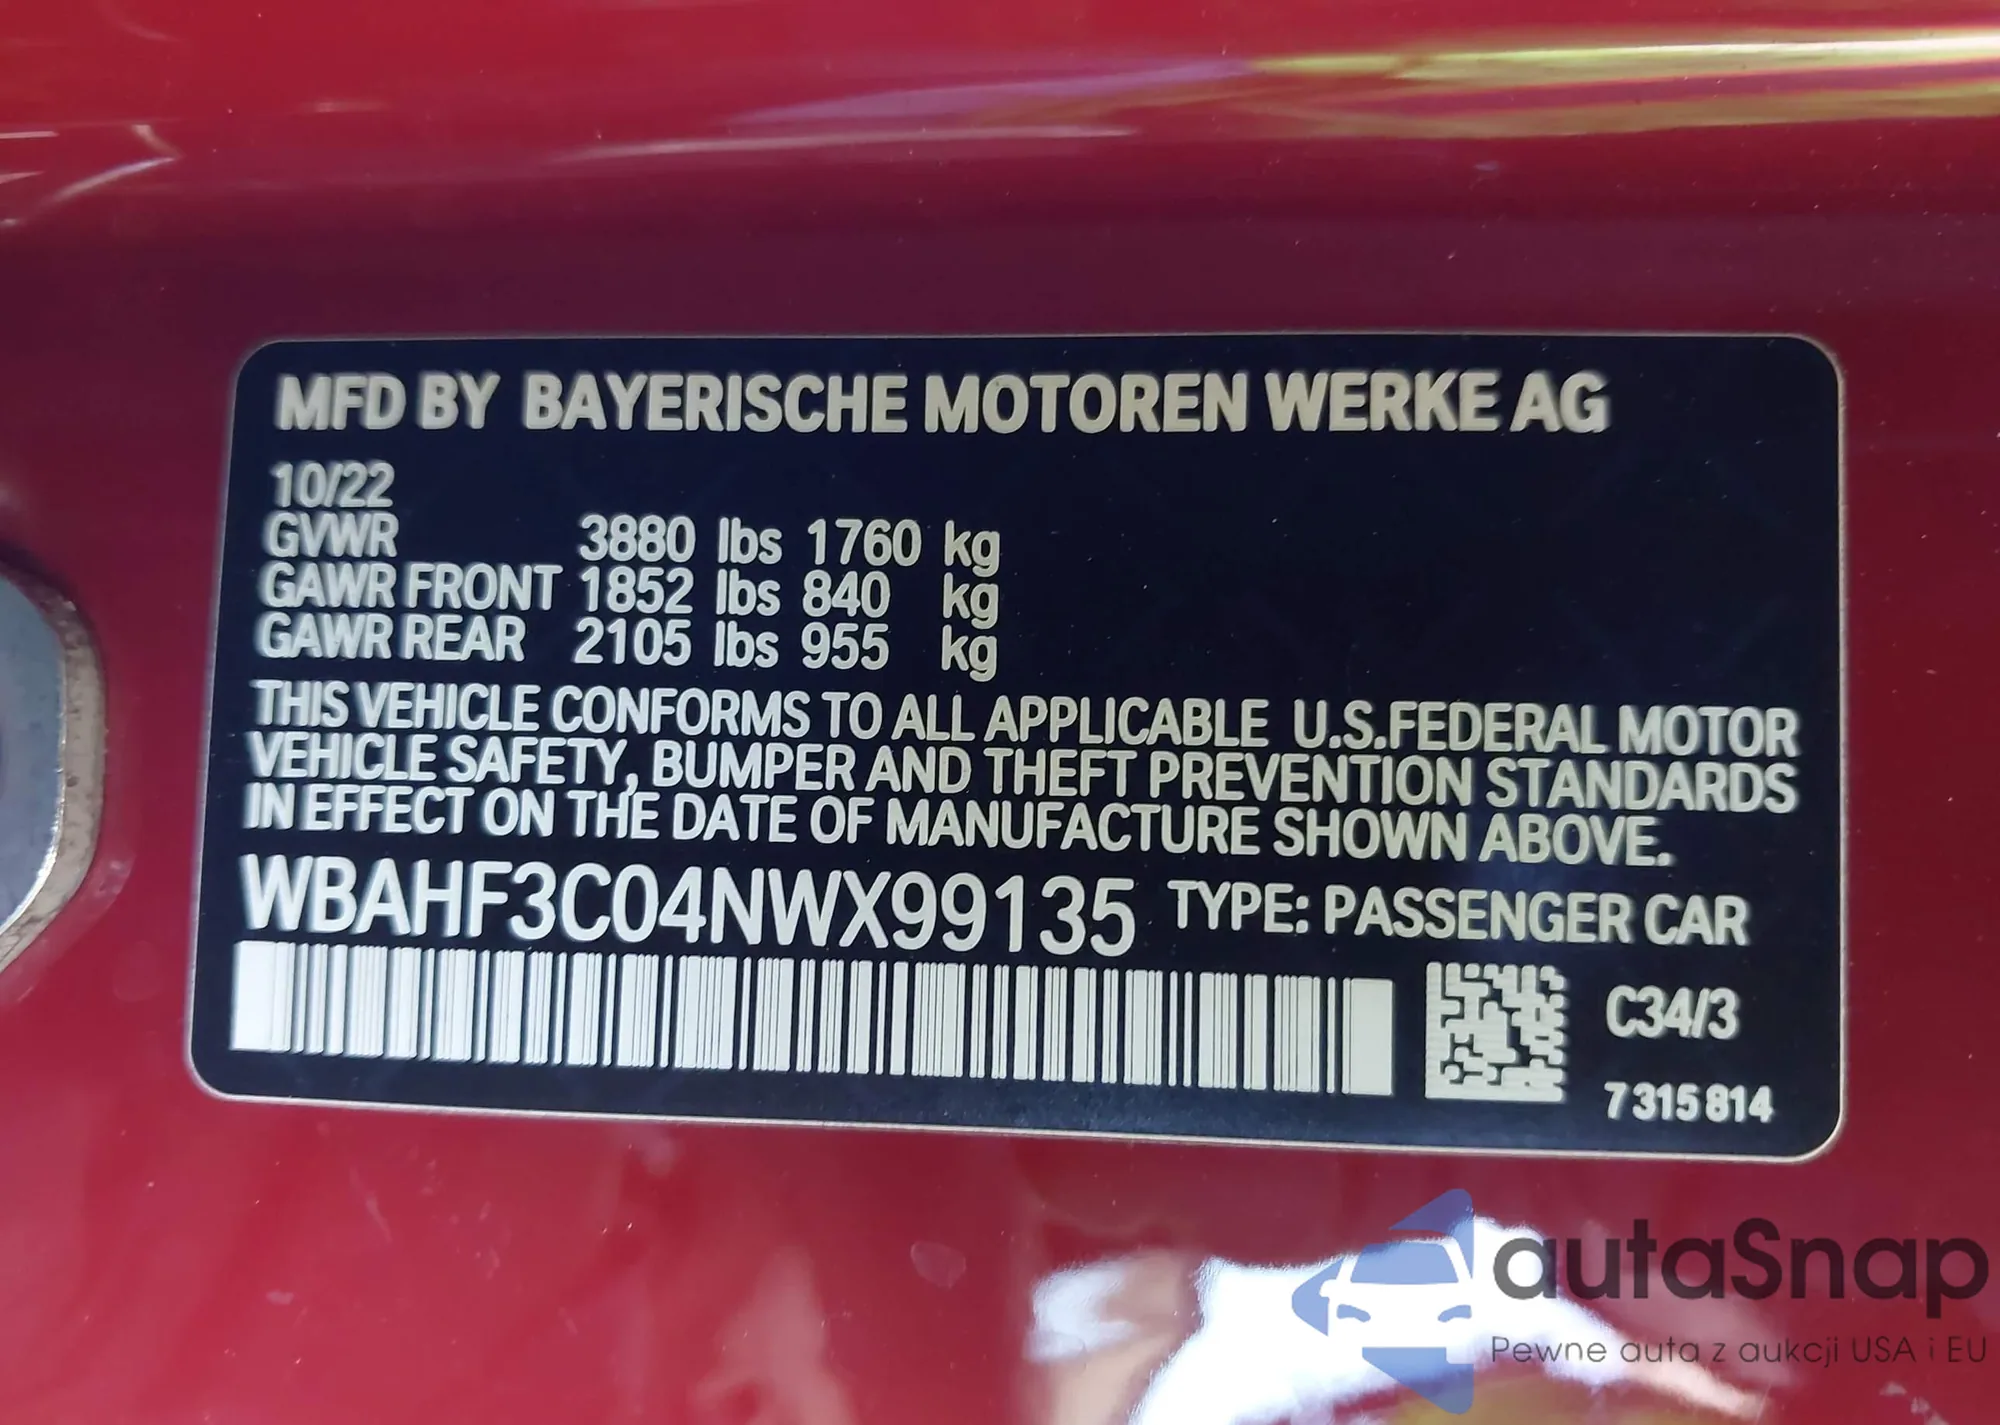 MFD BY BAYERISCHE MOTOREN WERKE AG
10/22
GVWR 3880 lbs 1760 kg
GAWR FRONT 1852 lbs 840 kg
GAWR REAR 2105 lbs 955 kg
THIS VEHICLE CONFORMS TO ALL APPLICABLE U.S.FEDERAL MOTOR
VEHICLE SAFETY, BUMPER AND THEFT PREVENTION STANDARDS
IN EFFECT ON THE DATE OF MANUFACTURE SHOWN ABOVE.
WBAHF3C04NWX99135 TYPE: PASSENGER CAR
C34/3
7315814
autaSnap
Pewne auta z aukcji USA i EU